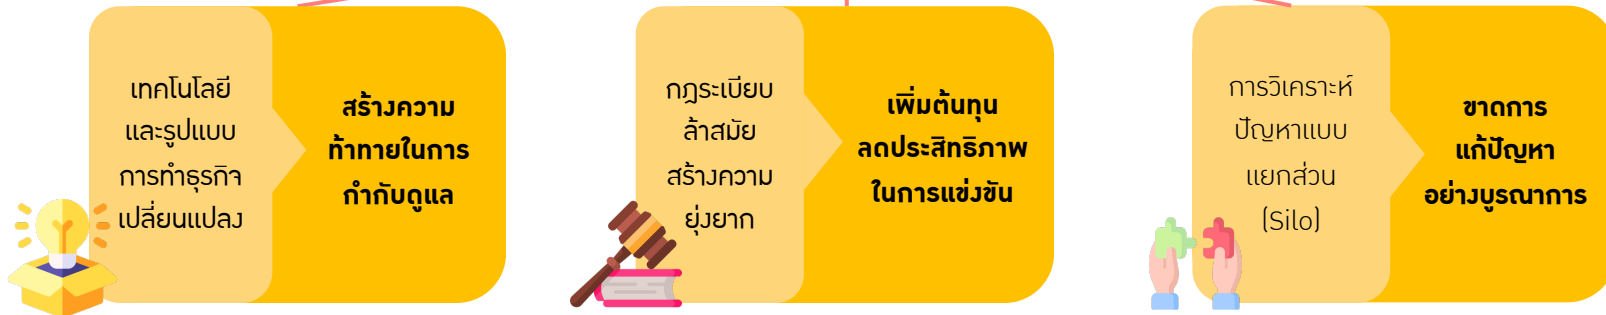 เทคโนโลยี
และรูปแบบ
การทำธุรกิจ
เปลี่ยนแปลง
สร้างความ
ท้าทายในการ
กำกับดูแล
กฎระเบียบ
ล้าสมัย
สร้างความ
ยุ่งยาก
เพิ่มต้นทุน
ลดประสิทธิภาพ
ในการแข่งขัน
การวิเคราะห์
ปัญหาแบบ
แยกส่วน
(Silo)
ขาดการ
แก้ปัญหา
อย่างบูรณาการ